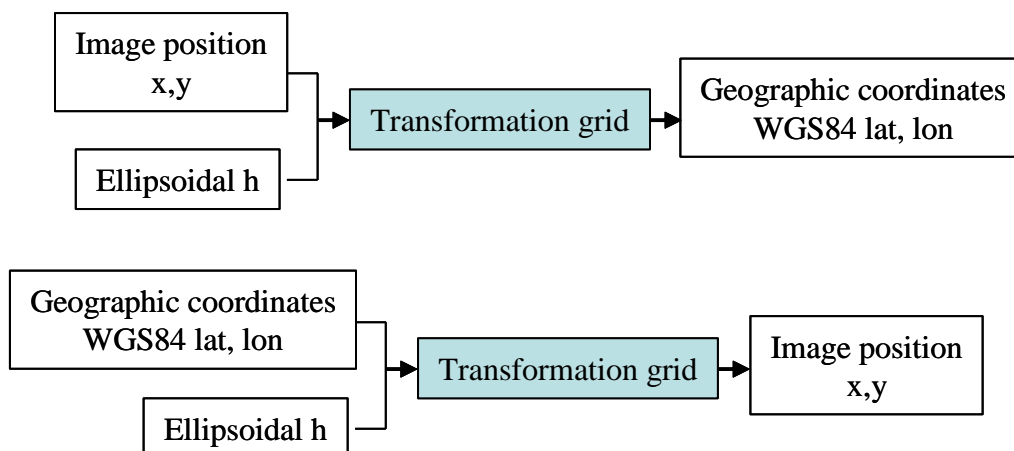 Image position
x,y
Ellipsoidal h
Transformation grid
Geographic coordinates
WGS84 lat, lon
Geographic coordinates
WGS84 lat, lon
Ellipsoidal h
Transformation grid
Image position
x,y